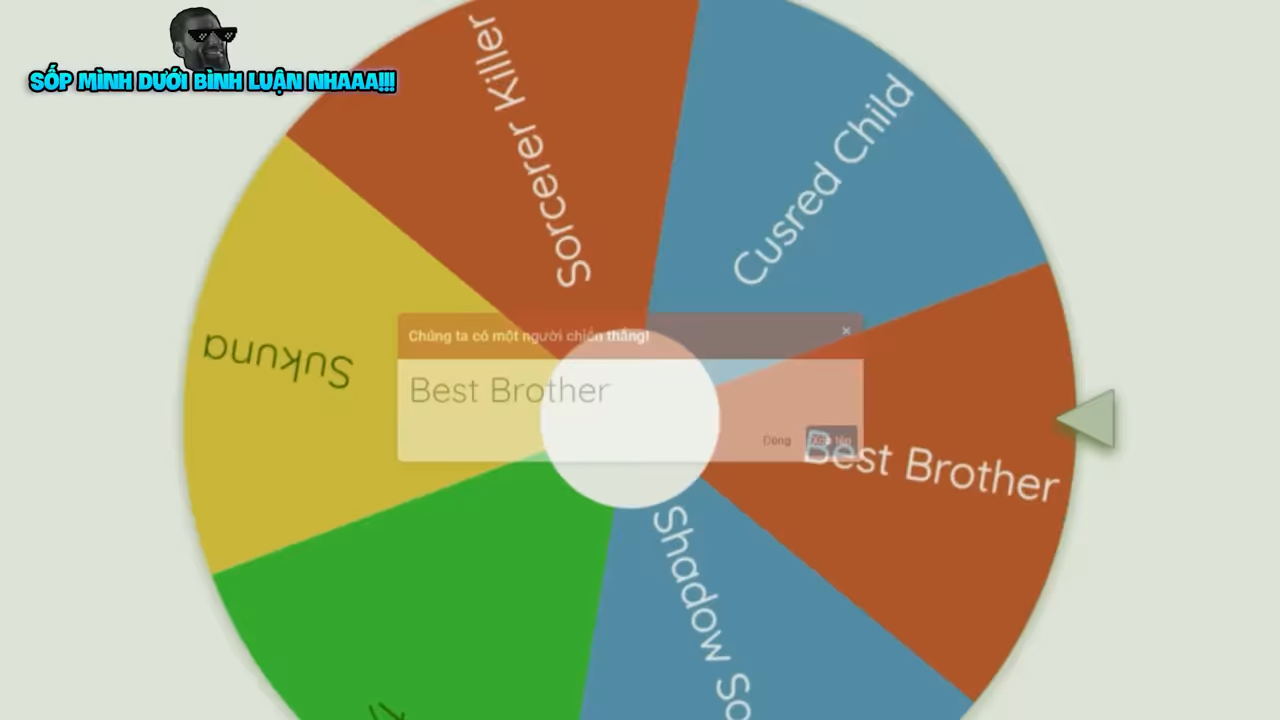 SỐP MÌNH DƯỚI BÌNH LUẬN NHAAA!!!
Sorcerer Killer
Cusred Child
Sukuna
Chúng ta có một người chiến thắng!
×
Best Brother
Đóng
Best Brother
Shadow So